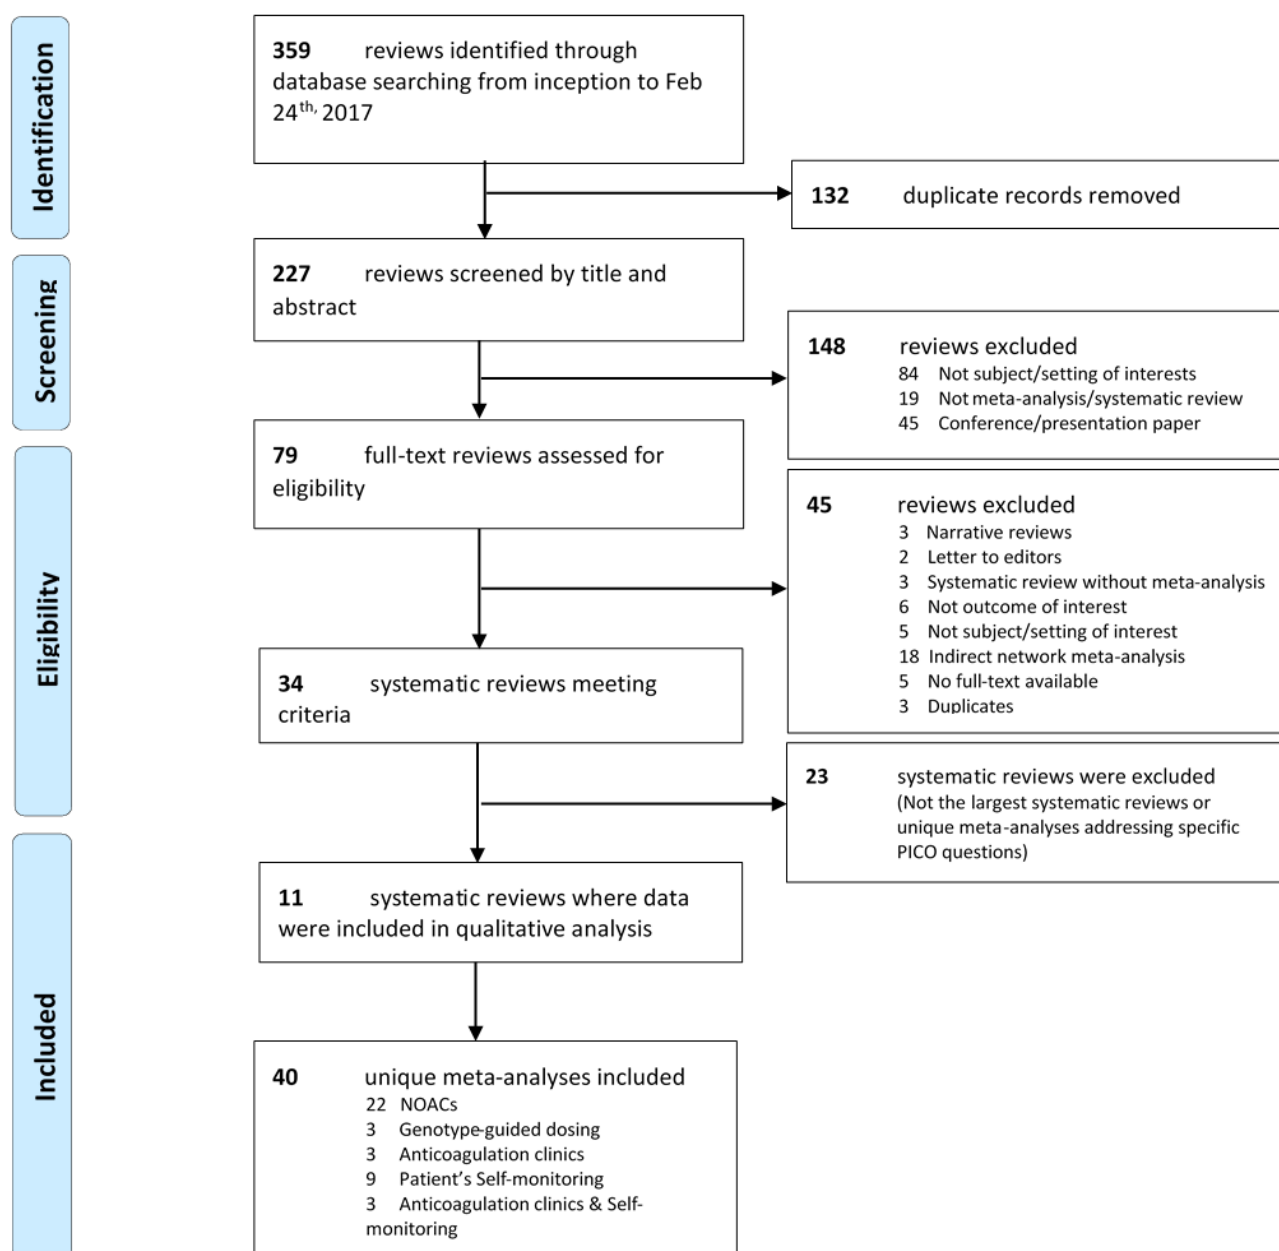 Identification
359 reviews identified through
database searching from inception to Feb
24th, 2017
132 duplicate records removed
Screening
227 reviews screened by title and
abstract
148 reviews excluded
84 Not subject/setting of interests
19 Not meta-analysis/systematic review
45 Conference/presentation paper
Eligibility
79 full-text reviews assessed for
eligibility
45 reviews excluded
3 Narrative reviews
2 Letter to editors
3 Systematic review without meta-analysis
6 Not outcome of interest
5 Not subject/setting of interest
18 Indirect network meta-analysis
5 No full-text available
3 Duplicates
34 systematic reviews meeting
criteria
23 systematic reviews were excluded
(Not the largest systematic reviews or
unique meta-analyses addressing specific
PICO questions)
Included
11 systematic reviews where data
were included in qualitative analysis
40 unique meta-analyses included
22 NOACs
3 Genotype-guided dosing
3 Anticoagulation clinics
9 Patient's Self-monitoring
3 Anticoagulation clinics & Self-
monitoring